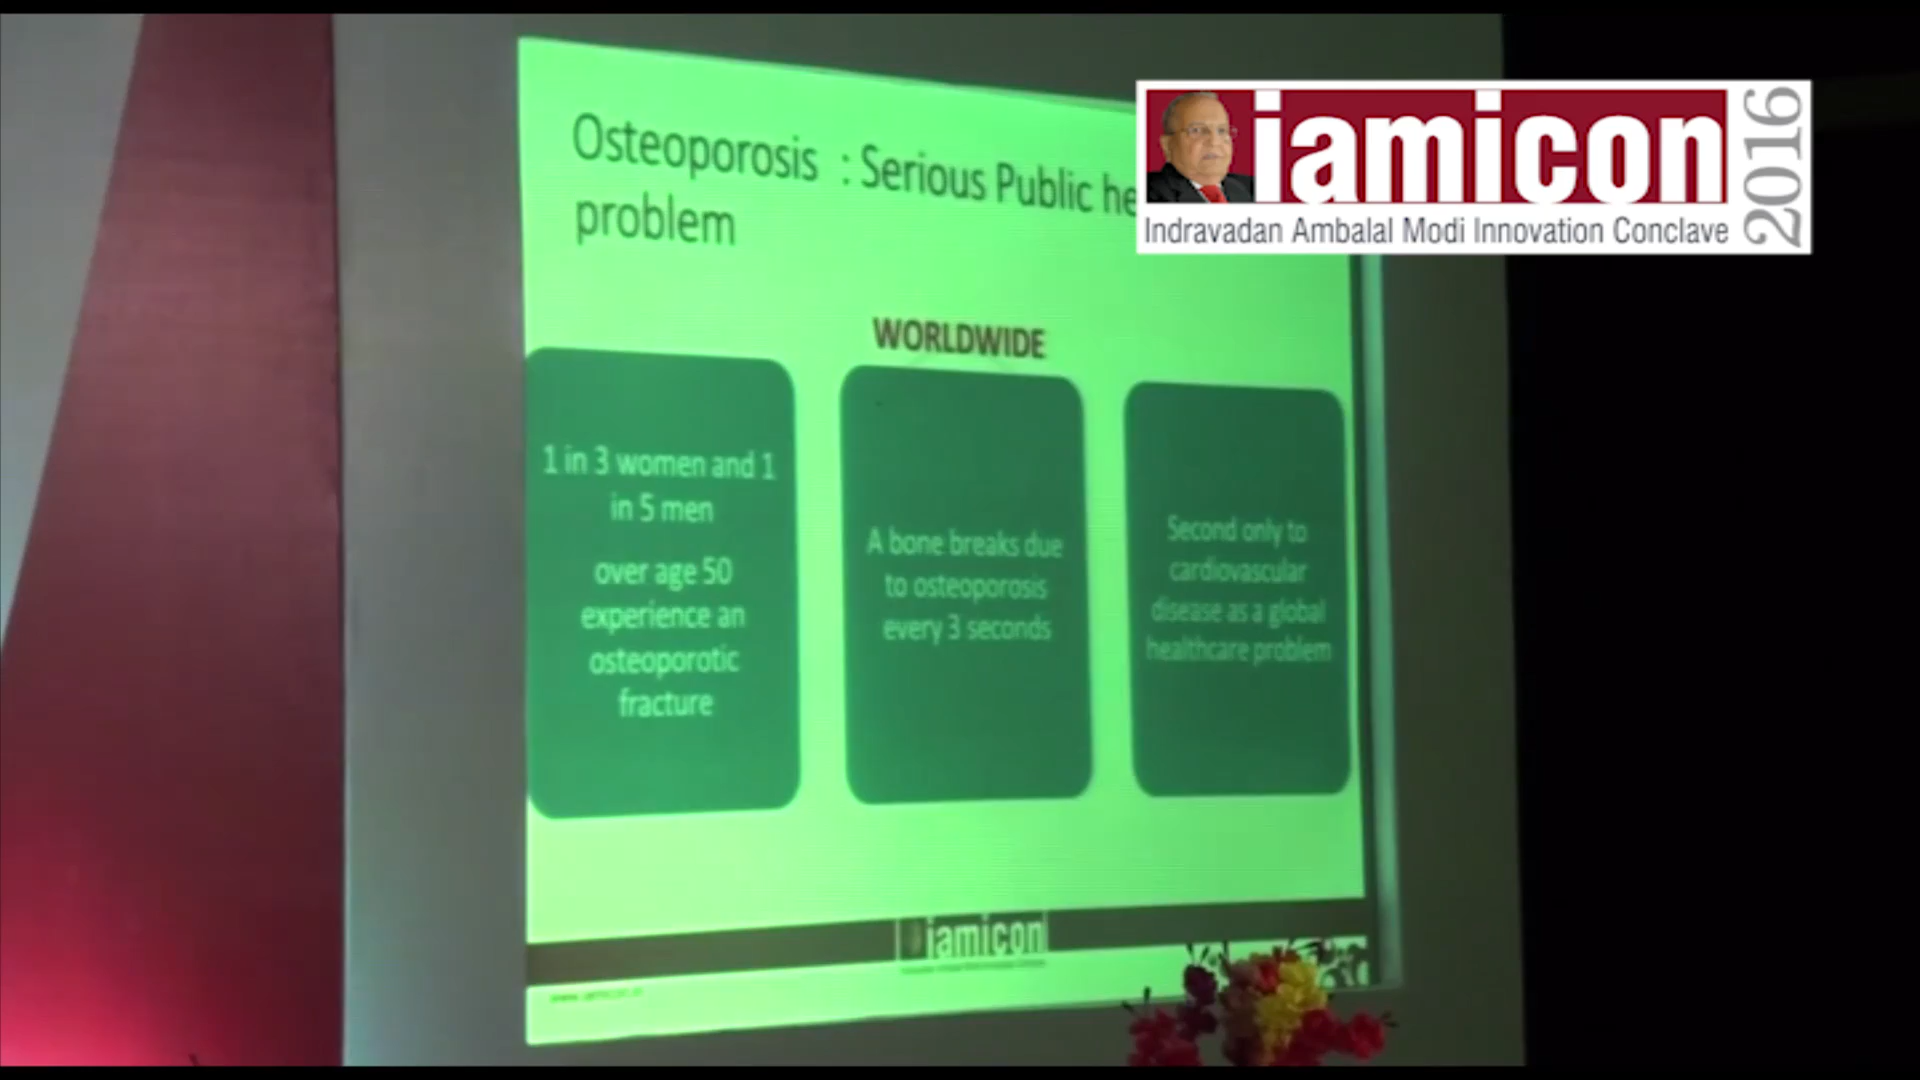 Osteoporosis : Serious Public he
problem
iamicon
2016
Indravadan Ambalal Modi Innovation Conclave
WORLDWIDE
1 in 3 women and 1
in 5 men
over age 50
experience an
osteoporotic
fracture
A bone breaks due
to osteoporosis
every 3 seconds
Second only to
cardiovascular
disease as a global
healthcare problem
iamicon